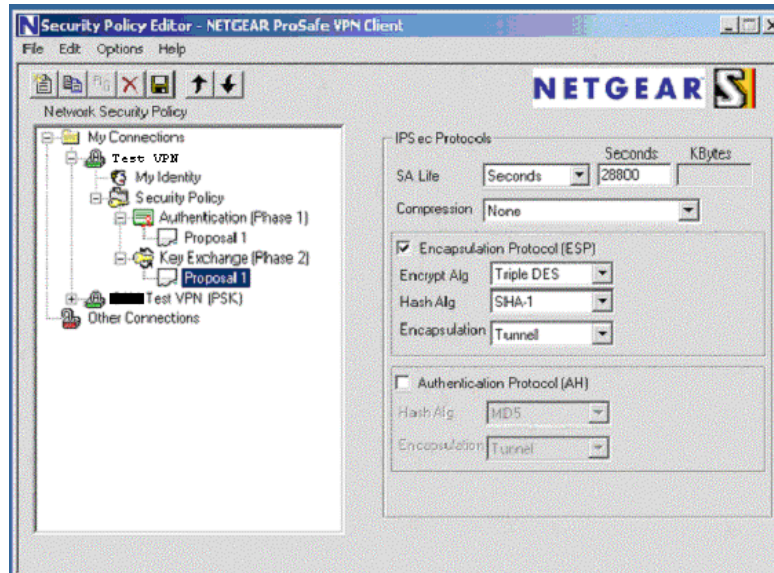 Security Policy Editor - NETGEAR ProSafe VPN Client
File Edit Options Help
NETGEAR
Network Security Policy
My Connections
Test VPN
My Identity
Security Policy
Authentication (Phase 1)
Proposal 1
Key Exchange (Phase 2)
Proposal 1
Test VPN (PSK)
Other Connections
IPSec Protocols
Seconds KBytes
SA Life Seconds 28800
Compression None
Encapsulation Protocol (ESP)
Encrypt Alg Triple DES
Hash Alg SHA-1
Encapsulation Tunnel
Authentication Protocol (AH)
Hash Alg MD5
Encapsulation Tunnel